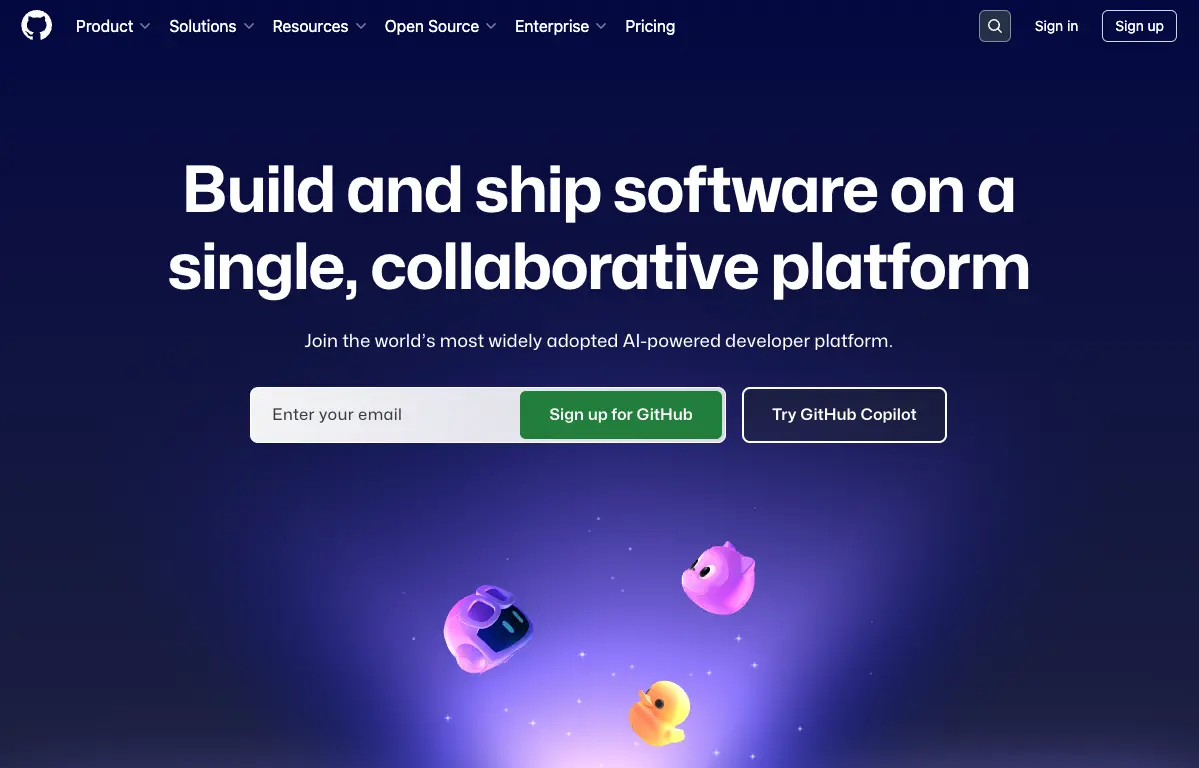 Product
Solutions
Resources
Open Source
Enterprise
Pricing
Sign in
Sign up
Build and ship software on a
single, collaborative platform
Join the world’s most widely adopted AI-powered developer platform.
Enter your email
Sign up for GitHub
Try GitHub Copilot